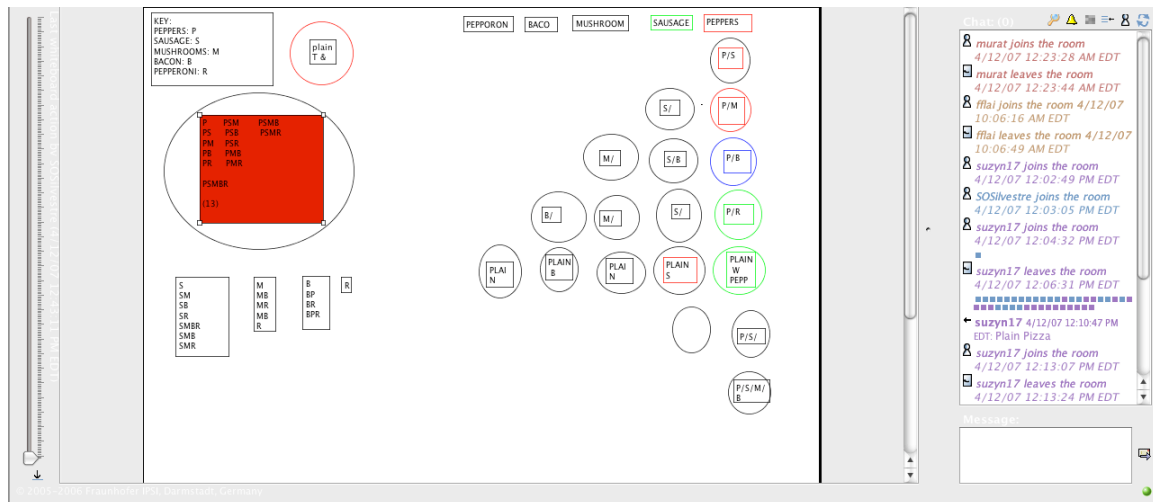 KEY:
PEPPERS: P
SAUSAGE: S
MUSHROOMS: M
BACON: B
PEPPERONI: R
plain
T &
PEPPORON
BACO
MUSHROOM
SAUSAGE
PEPPERS
P/S
S/
P/M
M/
S/B
P/B
B/
M/
S/
P/R
PLAI
N
PLAIN
B
PLAI
N
PLAIN
S
PLAIN
W
PEPP
P/S/
P/S/M/
B
P PSM PSMB
PS PSB PSMR
PM PSR
PB PMB
PR PMR
PSMBR
(13)
S
SM
SB
SR
SMBR
SMB
SMR
M
MB
MR
MB
R
B
BP
BR
BPR
R
Chat: (0)
murat joins the room
4/12/07 12:23:28 AM EDT
murat leaves the room
4/12/07 12:23:44 AM EDT
fflai joins the room 4/12/07
10:06:16 AM EDT
fflai leaves the room 4/12/07
10:06:49 AM EDT
suzyn17 joins the room
4/12/07 12:02:49 PM EDT
SOSilvestre joins the room
4/12/07 12:03:05 PM EDT
suzyn17 joins the room
4/12/07 12:04:32 PM EDT
suzyn17 leaves the room
4/12/07 12:06:31 PM EDT
suzyn17 4/12/07 12:10:47 PM
EDT: Plain Pizza
suzyn17 joins the room
4/12/07 12:13:07 PM EDT
suzyn17 leaves the room
4/12/07 12:13:24 PM EDT
Message:
© 2005-2006 Fraunhofer IPSI, Darmstadt, Germany